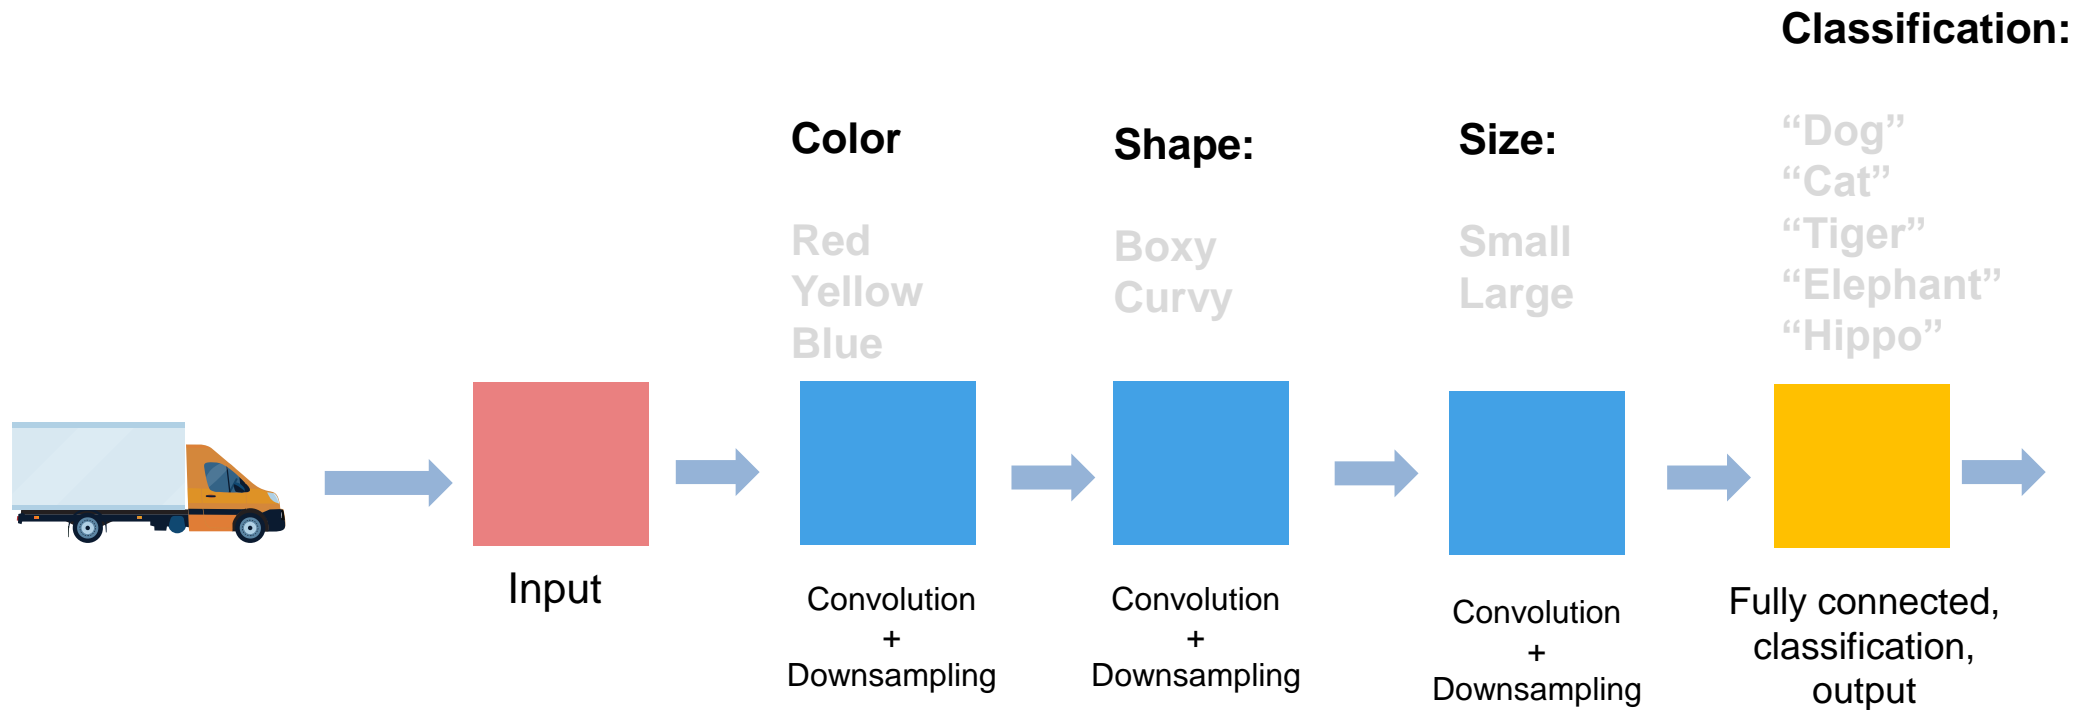 Classification:
“Dog”
“Cat”
“Tiger”
“Elephant”
“Hippo”
Color
Red
Yellow
Blue
Shape:
Boxy
Curvy
Size:
Small
Large
Input
Convolution
+
Downsampling
Convolution
+
Downsampling
Convolution
+
Downsampling
Fully connected,
classification,
output